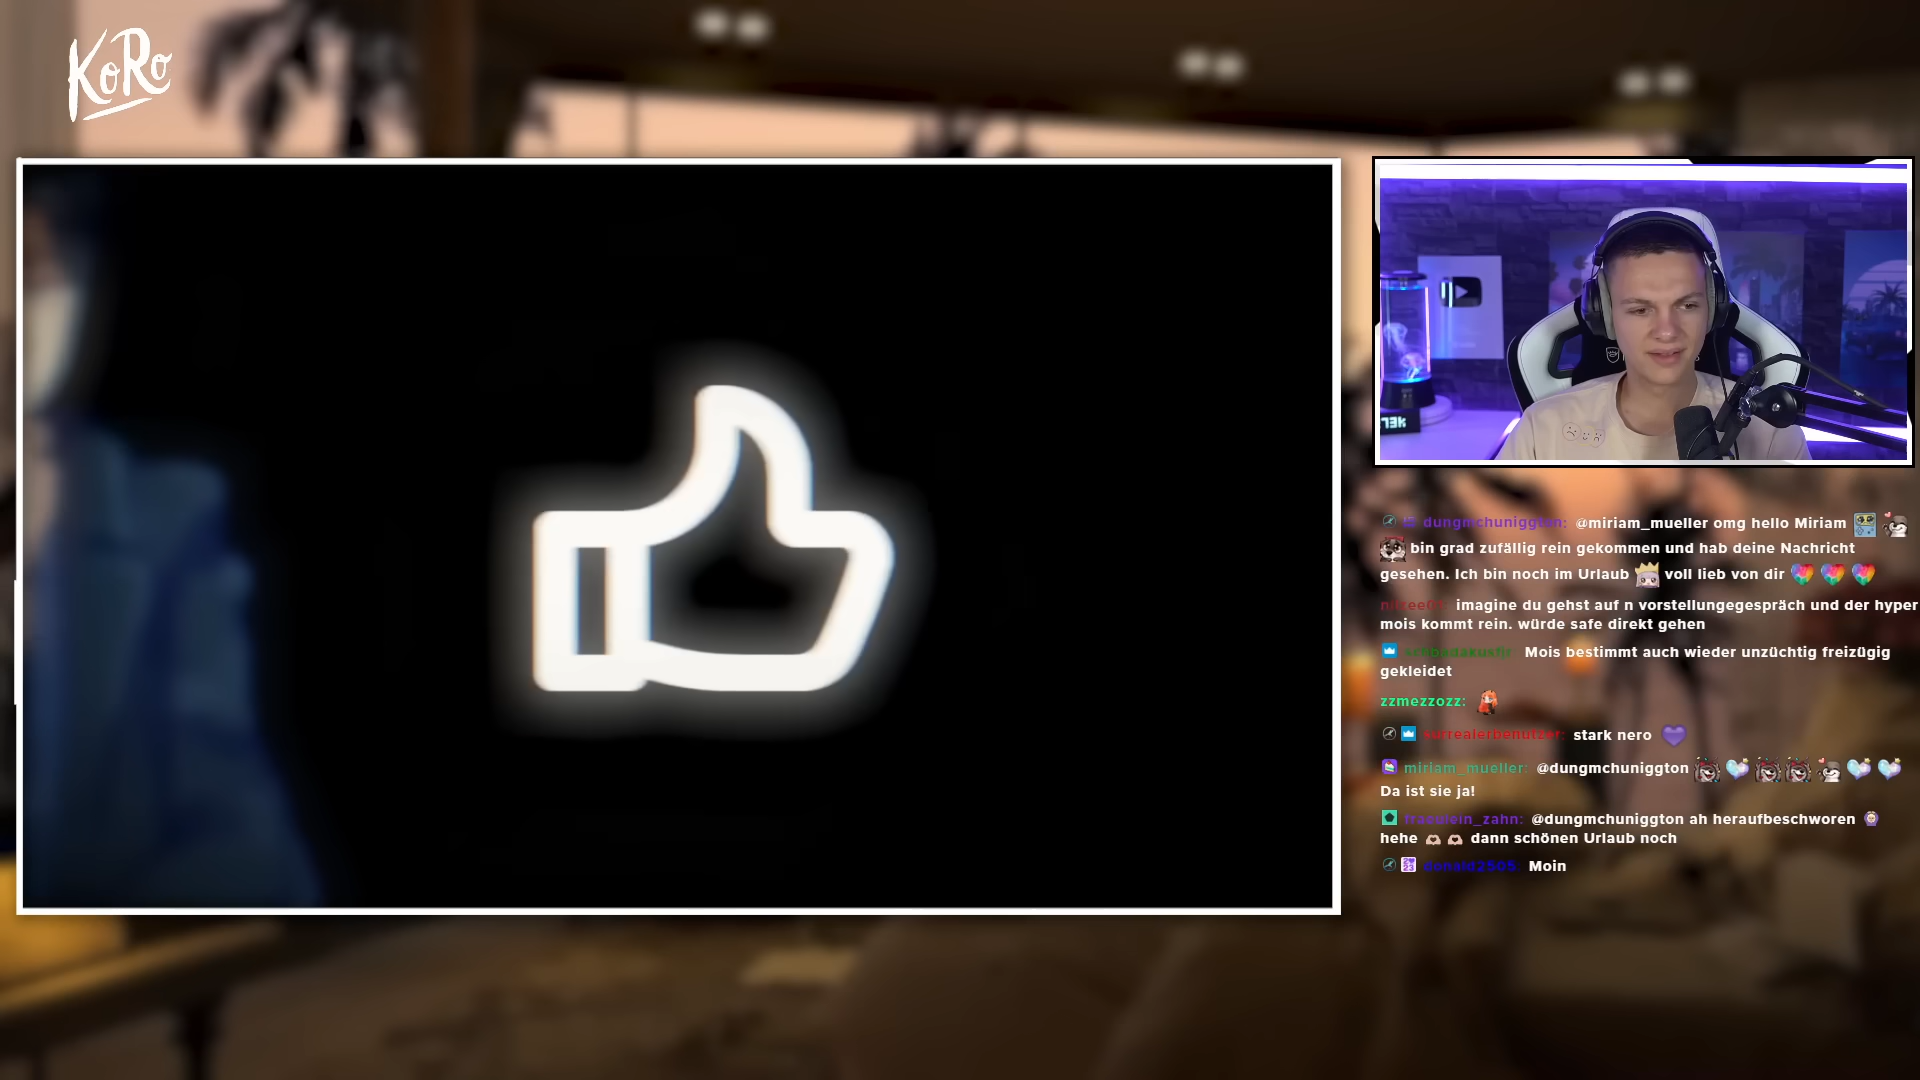 KoRo
73K
dungmchuniggton: @miriam_mueller omg hello Miriam
bin grad zufällig rein gekommen und hab deine Nachricht
gesehen. Ich bin noch im Urlaub voll lieb von dir
imagine du gehst auf n vorstellungegespräch und der hyper
mois kommt rein. würde safe direkt gehen
Mois bestimmt auch wieder unzüchtig freizügig
gekleidet
zzmezzozz:
surrealerbenutzer: stark nero
miriam_mueller: @dungmchuniggton
Da ist sie ja!
fraeulein_zahn: @dungmchuniggton ah heraufbeschworen
hehe dann schönen Urlaub noch
donald2505: Moin